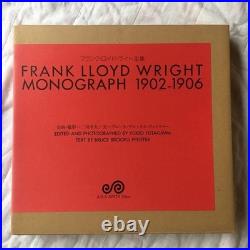 フランク・ロイド・ライト全集
FRANK LLOYD WRIGHT
MONOGRAPH 1902-1906
EDITED AND PHOTOGRAPHED BY YUKIO FUTAGAWA
TEXT BY BRUCE BROOKS PFEIFFER